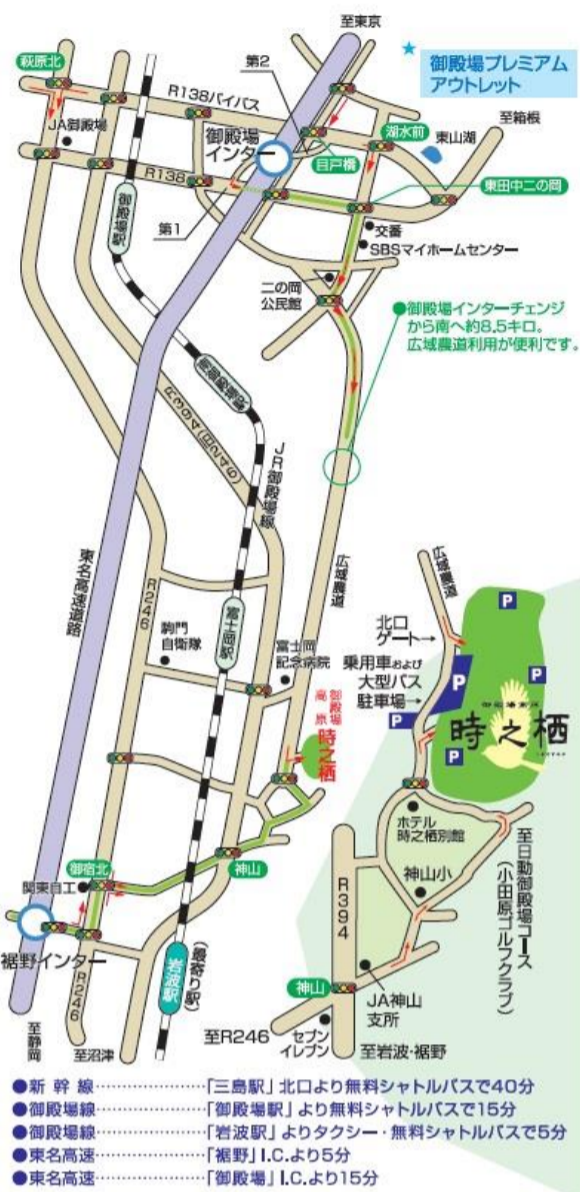 至東京
御殿場プレミアム
アウトレット
萩原北
第2
R138バイパス
至箱根
JA御殿場
御殿場
インター
湖水前
東山湖
目戸橋
R138
東田中二の岡
御殿場駅
第1
交番
SBSマイホームセンター
二の岡
公民館
●御殿場インターチェンジ
から南へ約8.5キロ。
広域農道利用が便利です。
南御殿場駅
R394(旧246)
JR御殿場線
東名高速道路
広域農道
広域農道
R246
北口
ゲート→
P
富士岡駅
駒門
自衛隊
富士岡
記念病院
乗用車および
大型バス
駐車場→
P
P
P
P
時之栖
御殿場
高原
時之栖
ホテル
時之栖別館
至日動御殿場コース
(小田原ゴルフクラブ)
御宿北
神山
神山小
関東自工
R394
裾野インター
岩波駅
(最寄り駅)
神山
JA神山
支所
R246
至R246
セブン
イレブン
至静岡
至沼津
至岩波・裾野
●新幹線…………………「三島駅」北口より無料シャトルバスで40分
●御殿場線………………「御殿場駅」より無料シャトルバスで15分
●御殿場線………………「岩波駅」よりタクシー・無料シャトルバスで5分
●東名高速………………「裾野」I.C.より5分
●東名高速………………「御殿場」I.C.より15分